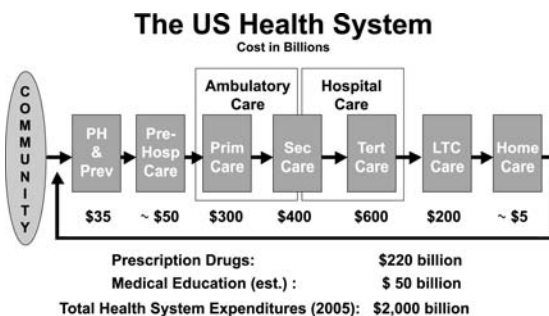 The US Health System
Cost in Billions
COMMUNITY
Ambulatory
Care
Hospital
Care
PH
&
Prev
Pre-
Hosp
Care
Prim
Care
Sec
Care
Tert
Care
LTC
Care
Home
Care
$35 ~ $50 $300 $400 $600 $200 ~ $5
Prescription Drugs: $220 billion
Medical Education (est.) : $ 50 billion
Total Health System Expenditures (2005): $2,000 billion